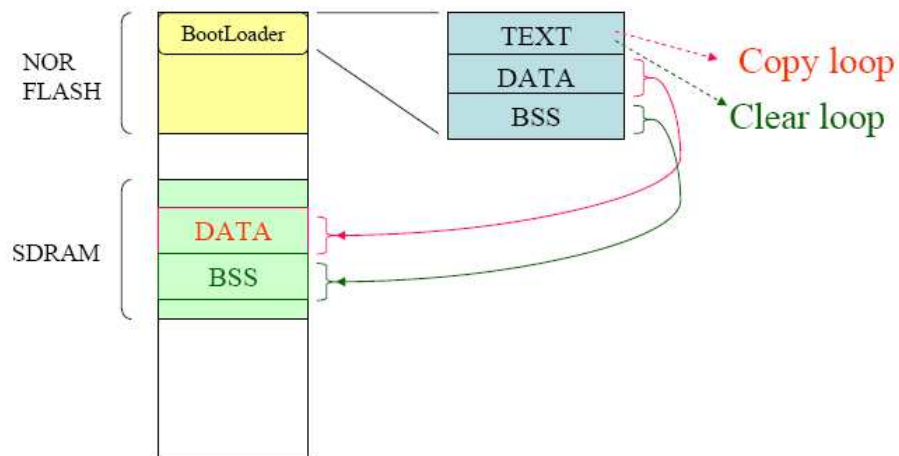 BootLoader
NOR
FLASH
TEXT
DATA
BSS
Copy loop
Clear loop
SDRAM
DATA
BSS